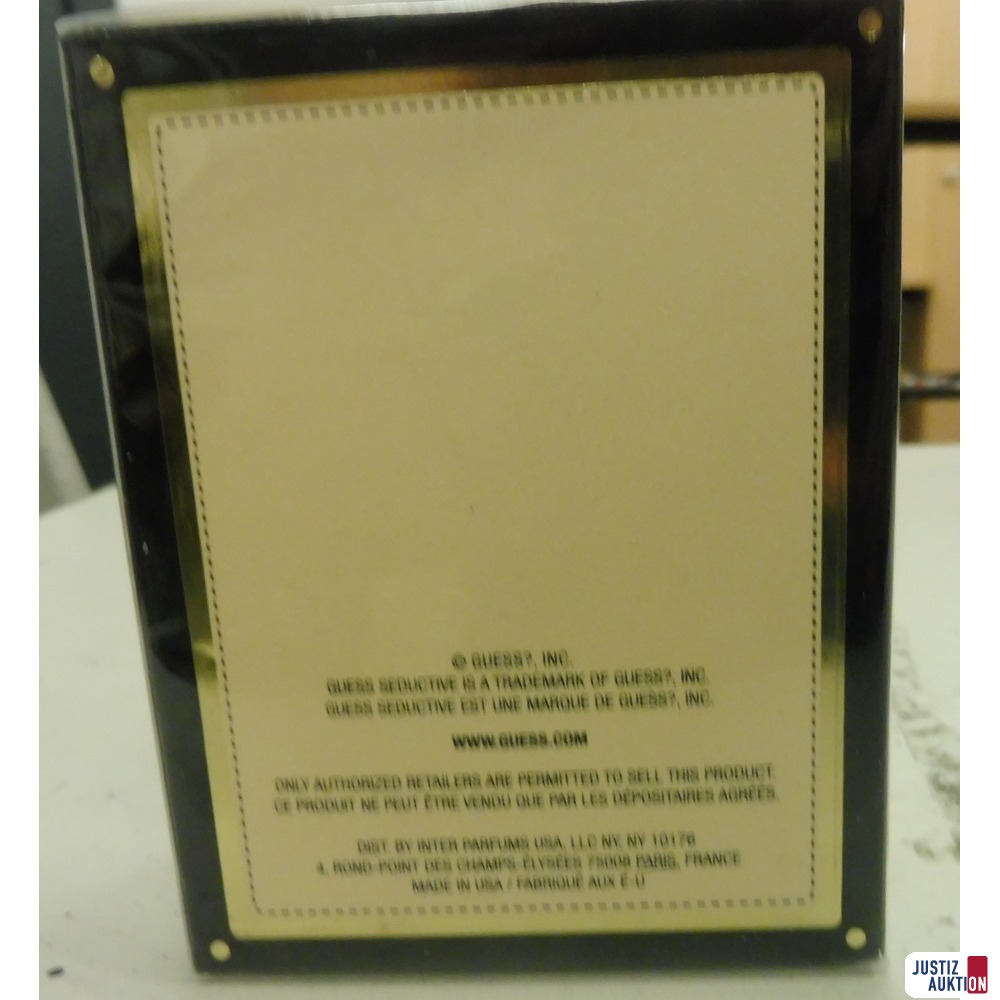 © GUESS?, INC.
GUESS SEDUCTIVE IS A TRADEMARK OF GUESS?, INC.
GUESS SEDUCTIVE EST UNE MARQUE DE GUESS?, INC.
WWW.GUESS.COM
ONLY AUTHORIZED RETAILERS ARE PERMITTED TO SELL THIS PRODUCT.
CE PRODUIT NE PEUT ÊTRE VENDU QUE PAR LES DÉPOSITAIRES AGRÉÉS.
DIST. BY INTER PARFUMS USA, LLC NY, NY 10176
4, ROND-POINT DES CHAMPS-ÉLYSÉES 75008 PARIS, FRANCE
MADE IN USA / FABRIQUÉ AUX É-U
JUSTIZ
AUKTION